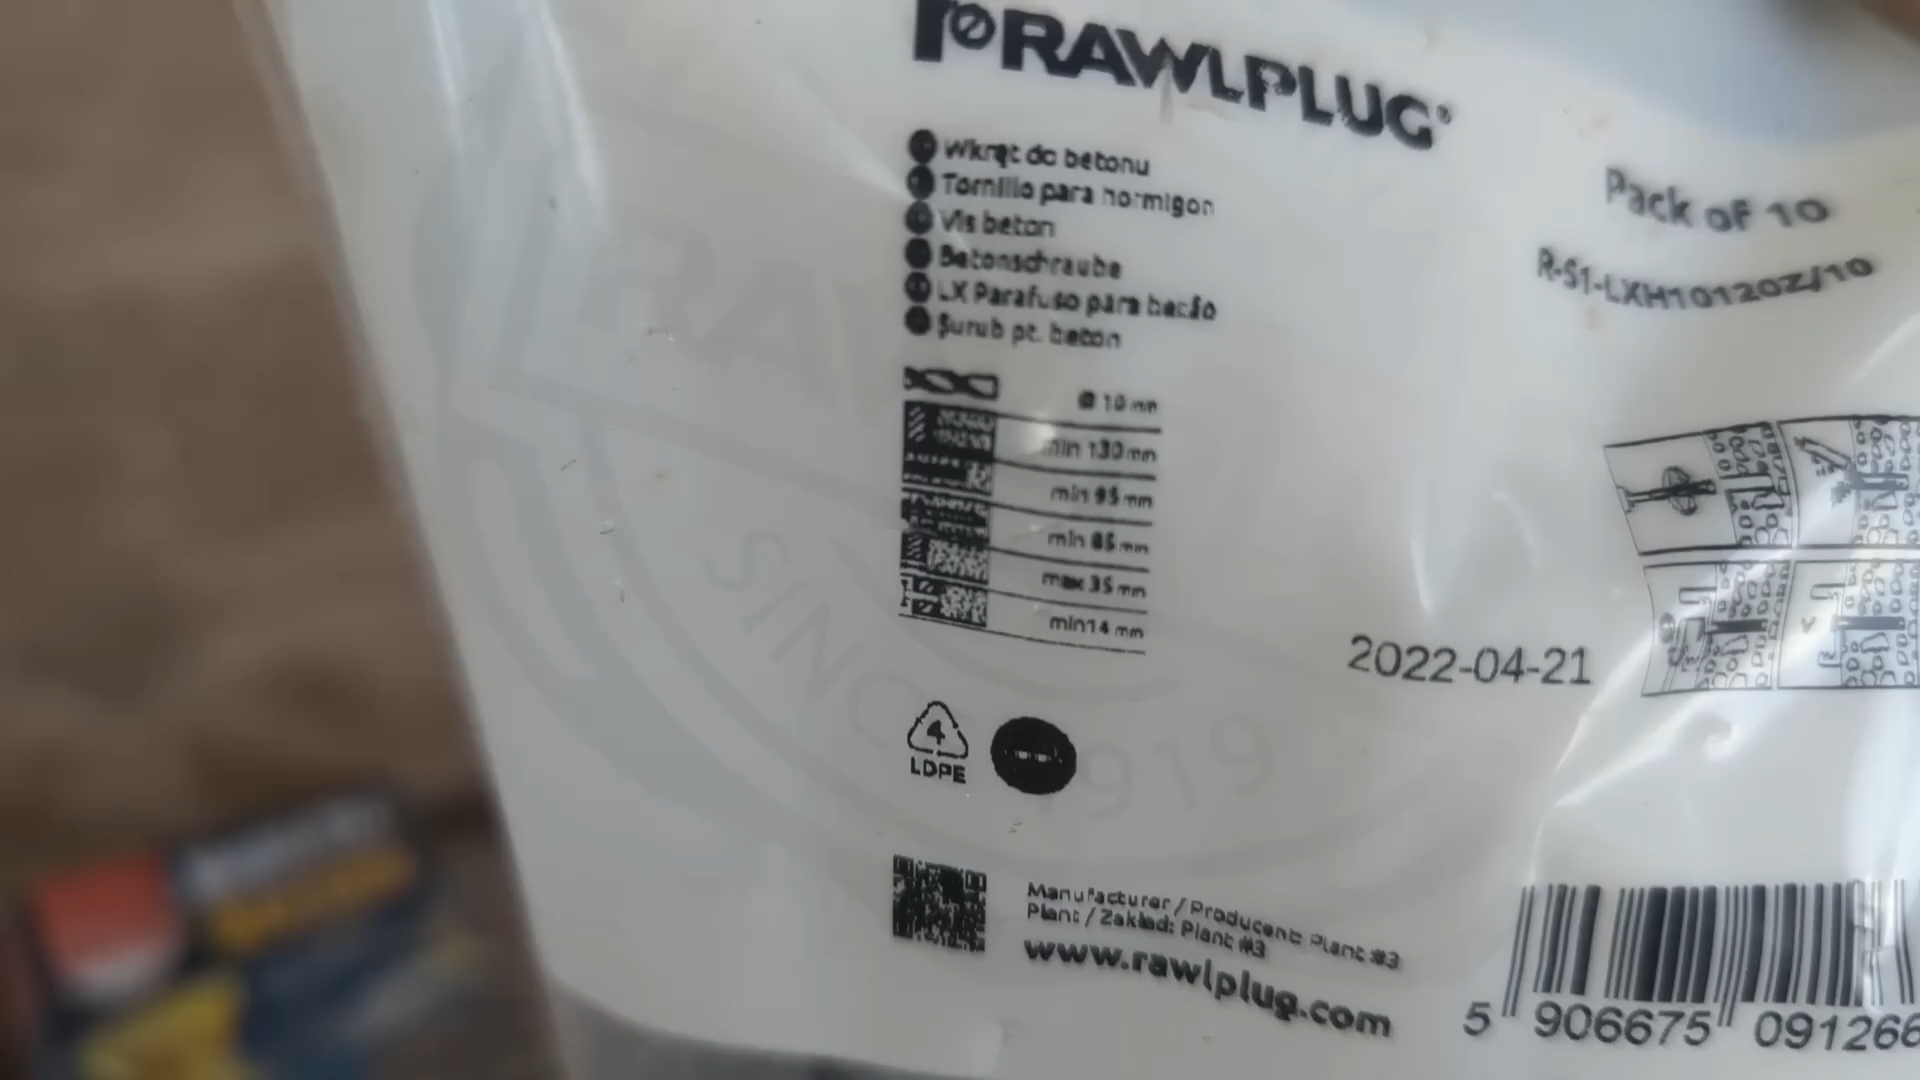 RAWLPLUG®
Wkręt do betonu
Tornillo para hormigon
Vis beton
Betonschraube
LX Parafuso para betão
Şurub pt. beton
Pack of 10
R-S1-LXH10120Z/10
Ø 10 mm
min 130 mm
min 95 mm
min 85 mm
max 35 mm
min 14 mm
2022-04-21
4
LDPE
SINCE 1919
Manufacturer / Producent: Plant #3
Plant / Zakład: Plant #3
www.rawlplug.com
5 906675 091266